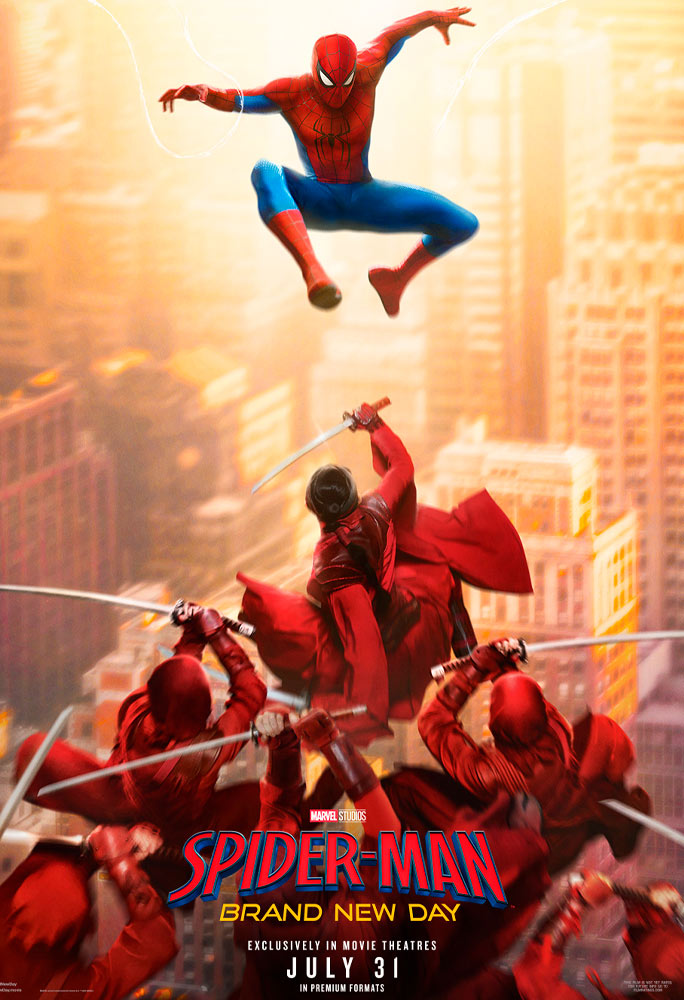 MARVEL STUDIOS
SPIDER-MAN
BRAND NEW DAY
EXCLUSIVELY IN MOVIE THEATRES
JULY 31
IN PREMIUM FORMATS